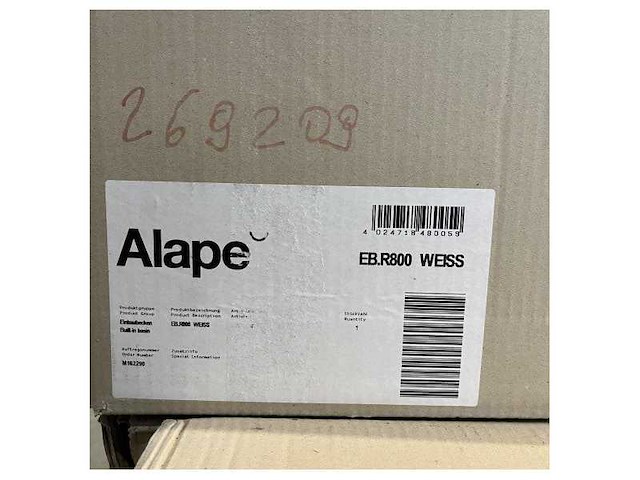 269209
Alape
4 024718 480059
EB.R800 WEISS
Produktgruppe
Product Group
Produktbezeichnung
Product Description
Stückzahl
Quantity
Einbaubecken
Built-in basin
EB.R800 WEISS
1
Auftragsnummer
Order Number
Zusatzinfo
Special Information
M162290